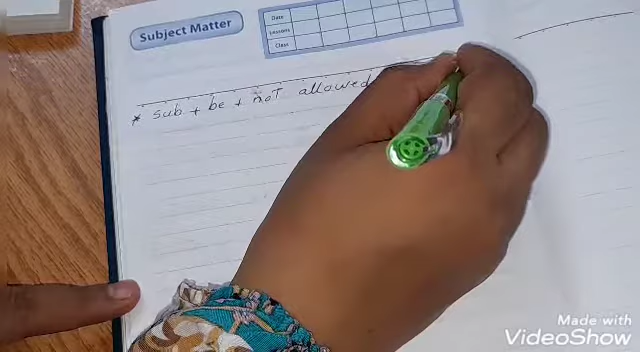 Subject Matter
Date
Lessons
Class
* sub + be + not allowed
Made with
VideoShow